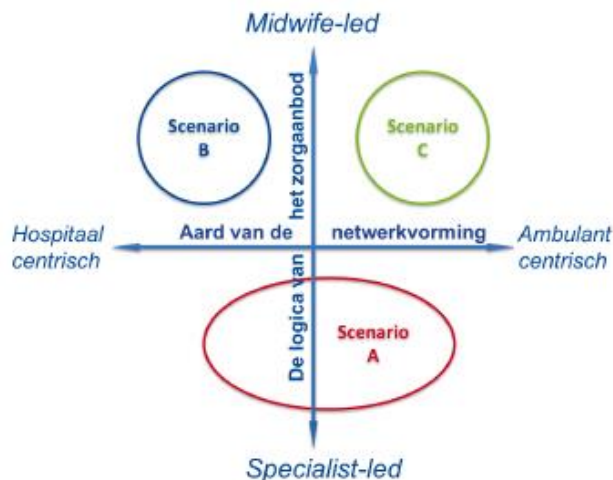 Midwife-led
Scenario
B
Scenario
C
De logica van het zorgaanbod
Hospitaal
centrisch
Aard van de netwerkvorming
Ambulant
centrisch
Scenario
A
Specialist-led